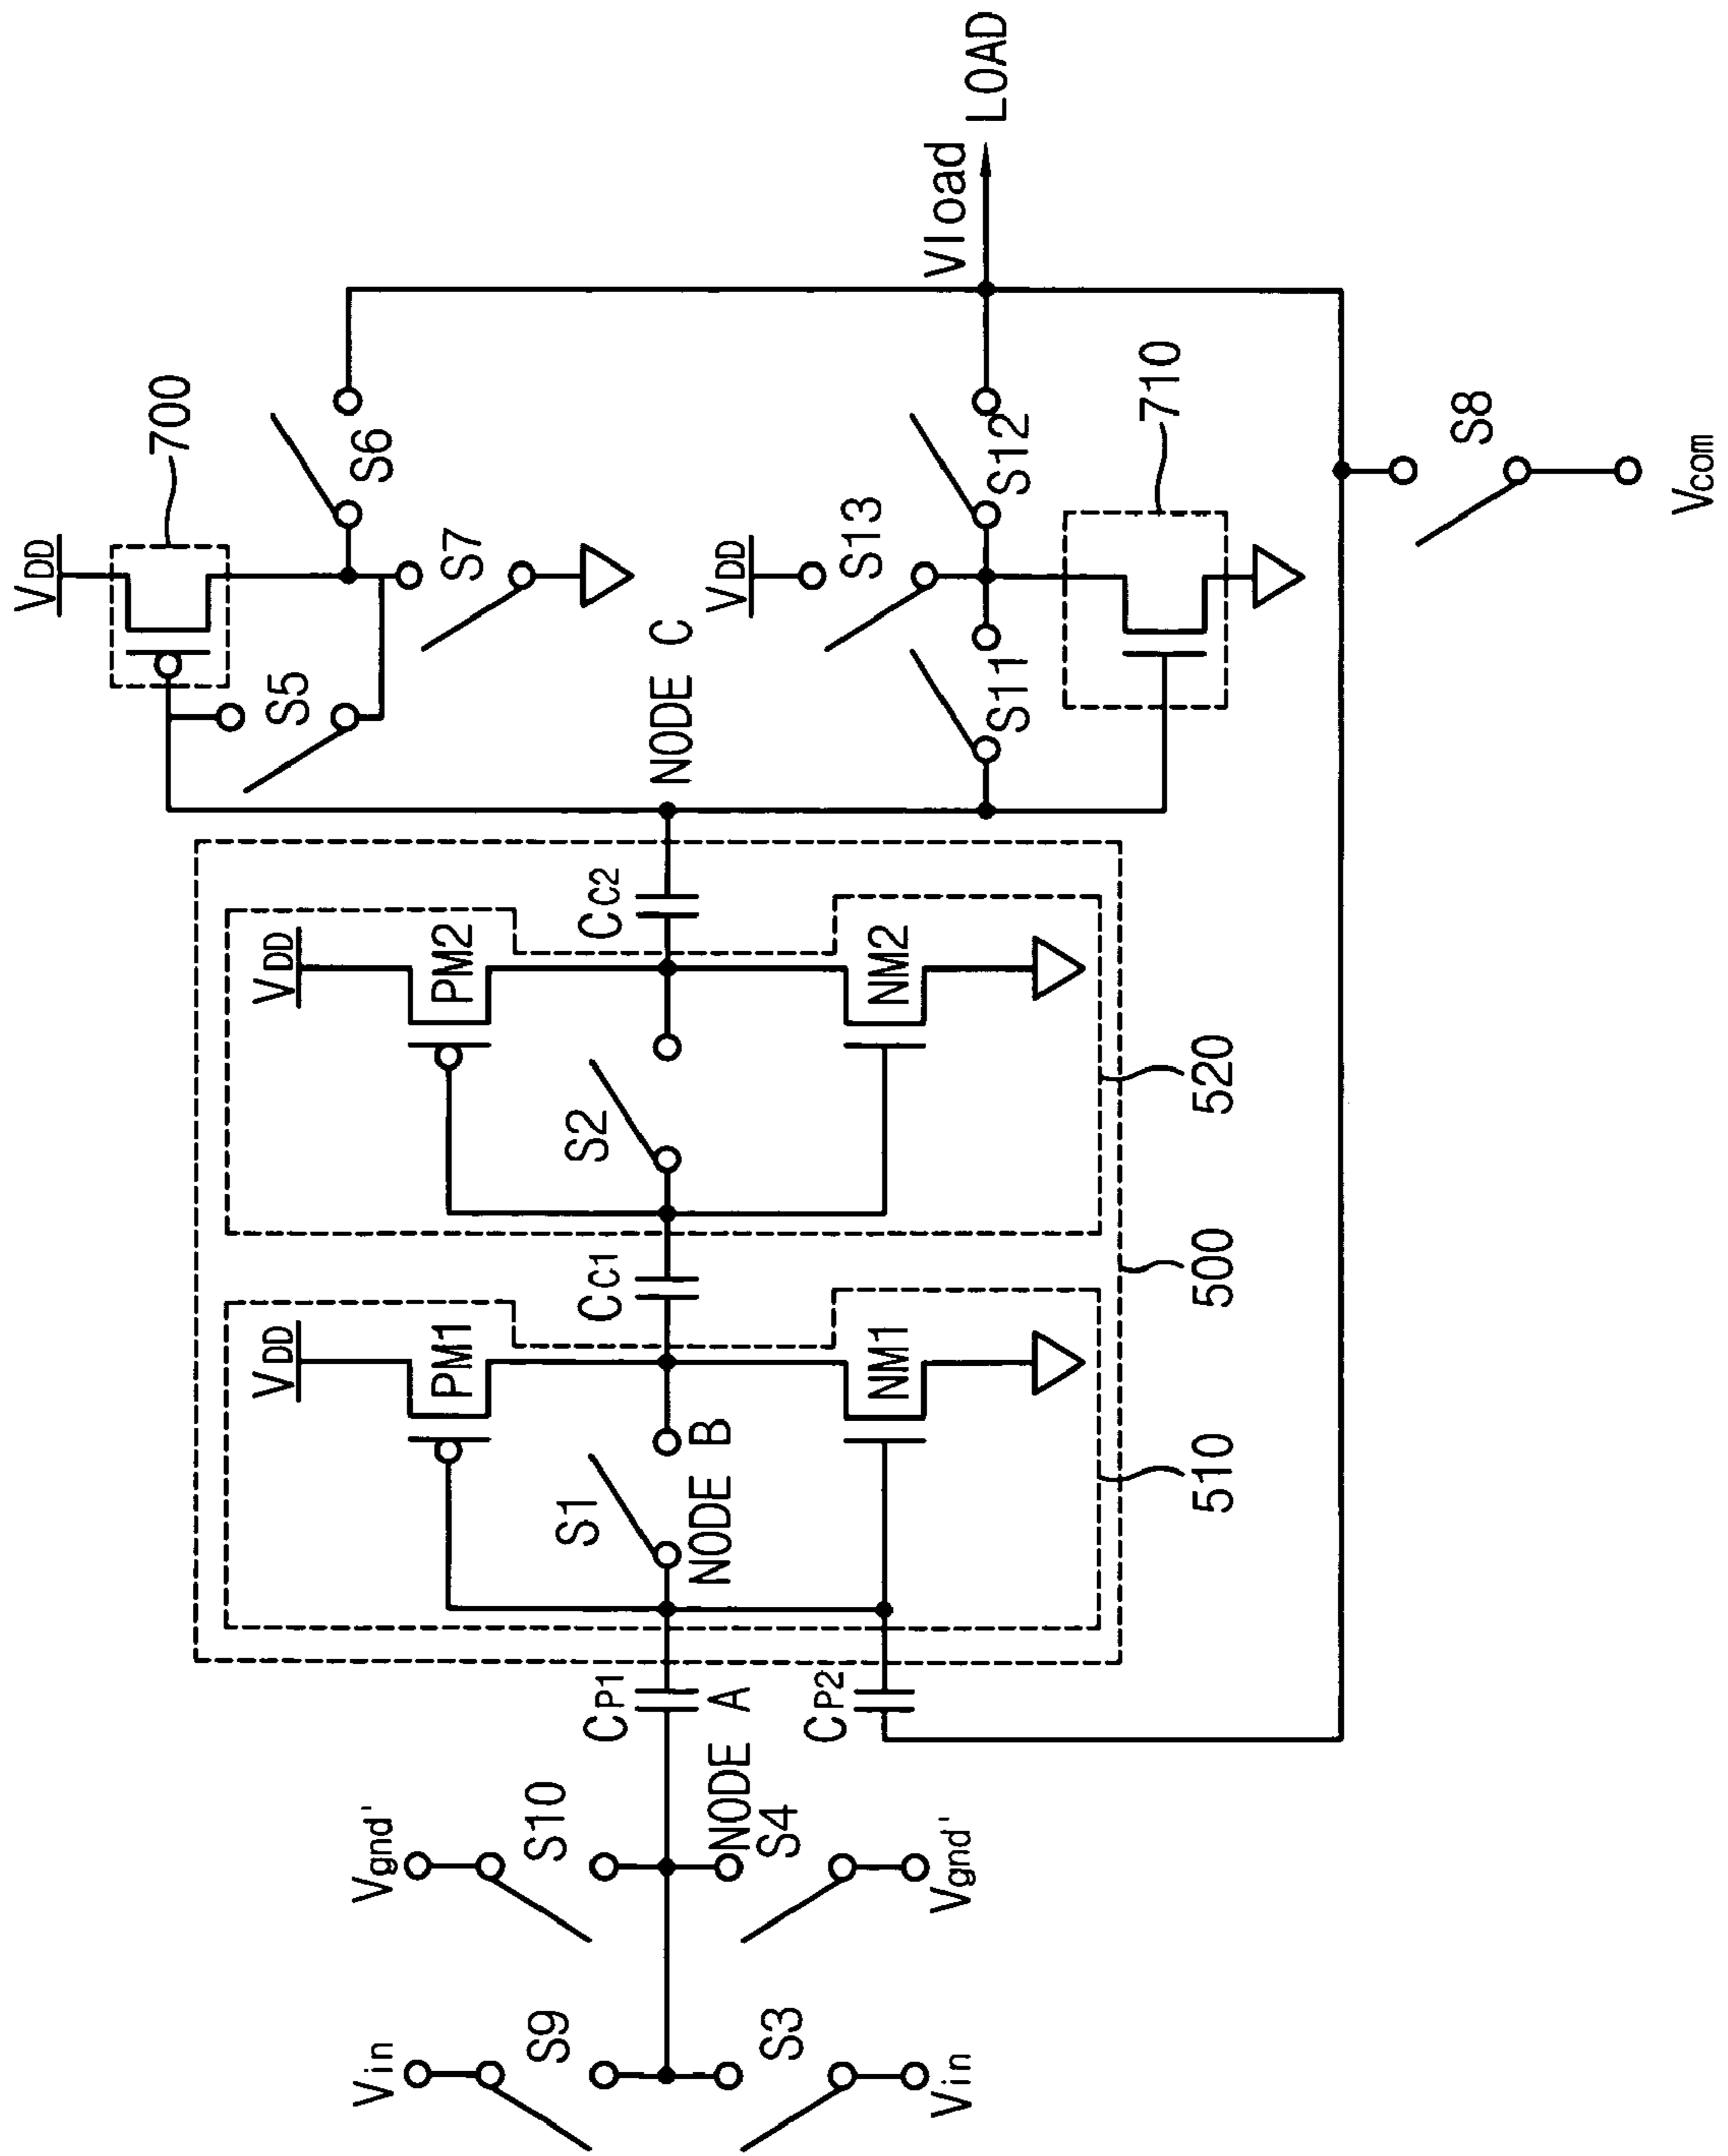 Vin
S9
S3
Vin
Vgnd'
S10
NODE A
S4
Vgnd'
CP1
CP2
VDD
PM1
S1
NODE B
NM1
510
CC1
500
VDD
PM2
S2
NM2
520
CC2
NODE C
VDD
700
S5
S7
S6
VDD
S13
S11
S12
710
Vload
LOAD
S8
Vcom